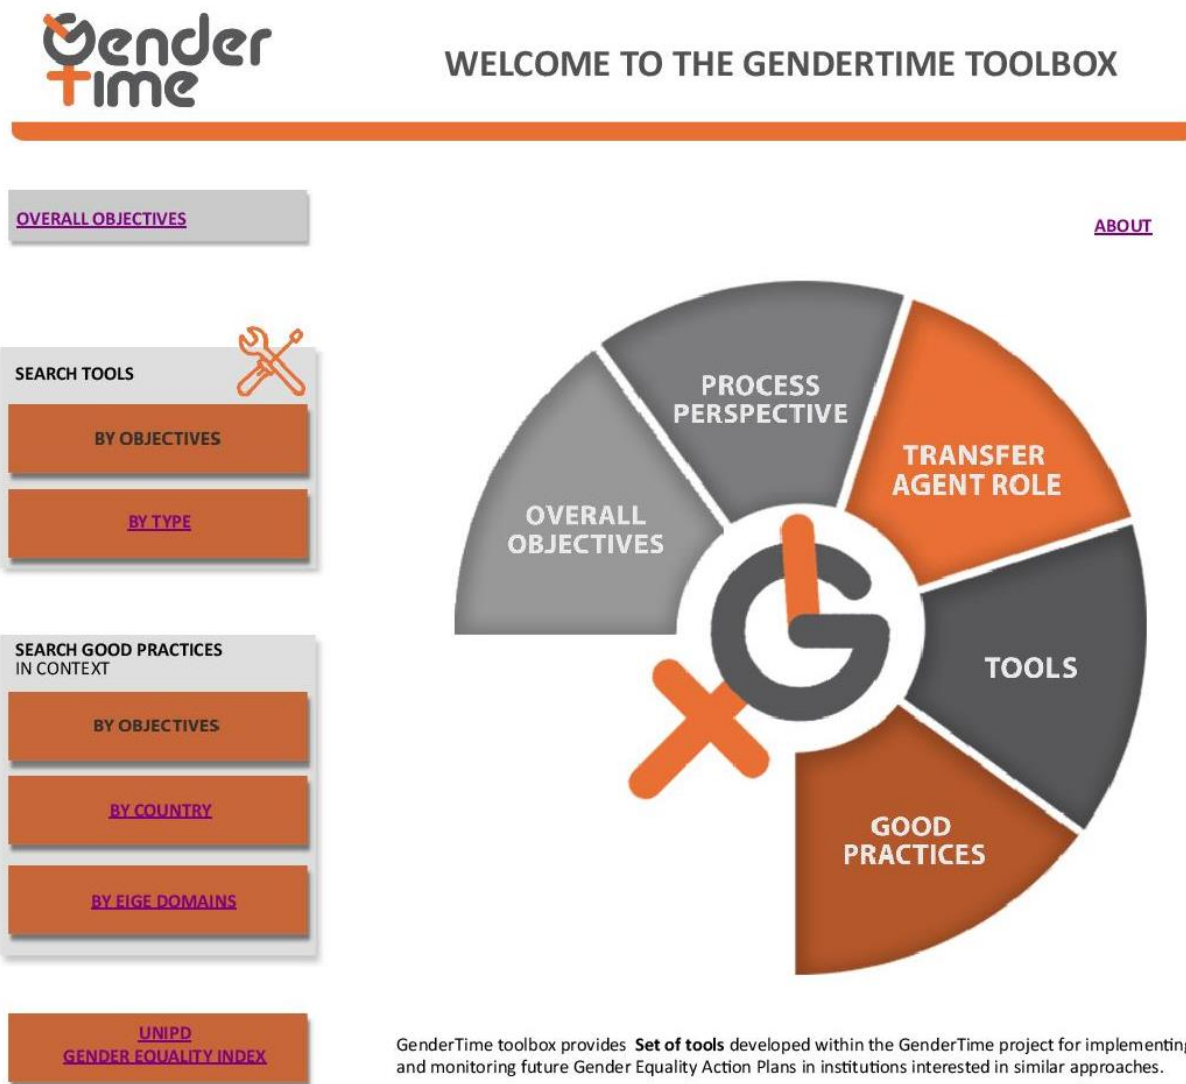 Gender
Time
WELCOME TO THE GENDERTIME TOOLBOX
OVERALL OBJECTIVES
ABOUT
SEARCH TOOLS
BY OBJECTIVES
BY TYPE
SEARCH GOOD PRACTICES
IN CONTEXT
BY OBJECTIVES
BY COUNTRY
BY EIGE DOMAINS
UNIPD
GENDER EQUALITY INDEX
OVERALL
OBJECTIVES
PROCESS
PERSPECTIVE
TRANSFER
AGENT ROLE
TOOLS
GOOD
PRACTICES
G
GenderTime toolbox provides Set of tools developed within the GenderTime project for implementing
and monitoring future Gender Equality Action Plans in institutions interested in similar approaches.